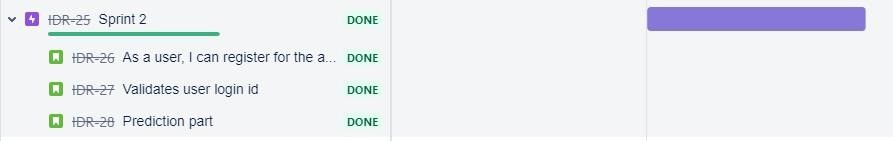 IDR-25 Sprint 2 DONE
IDR-26 As a user, I can register for the a... DONE
IDR-27 Validates user login id DONE
IDR-28 Prediction part DONE